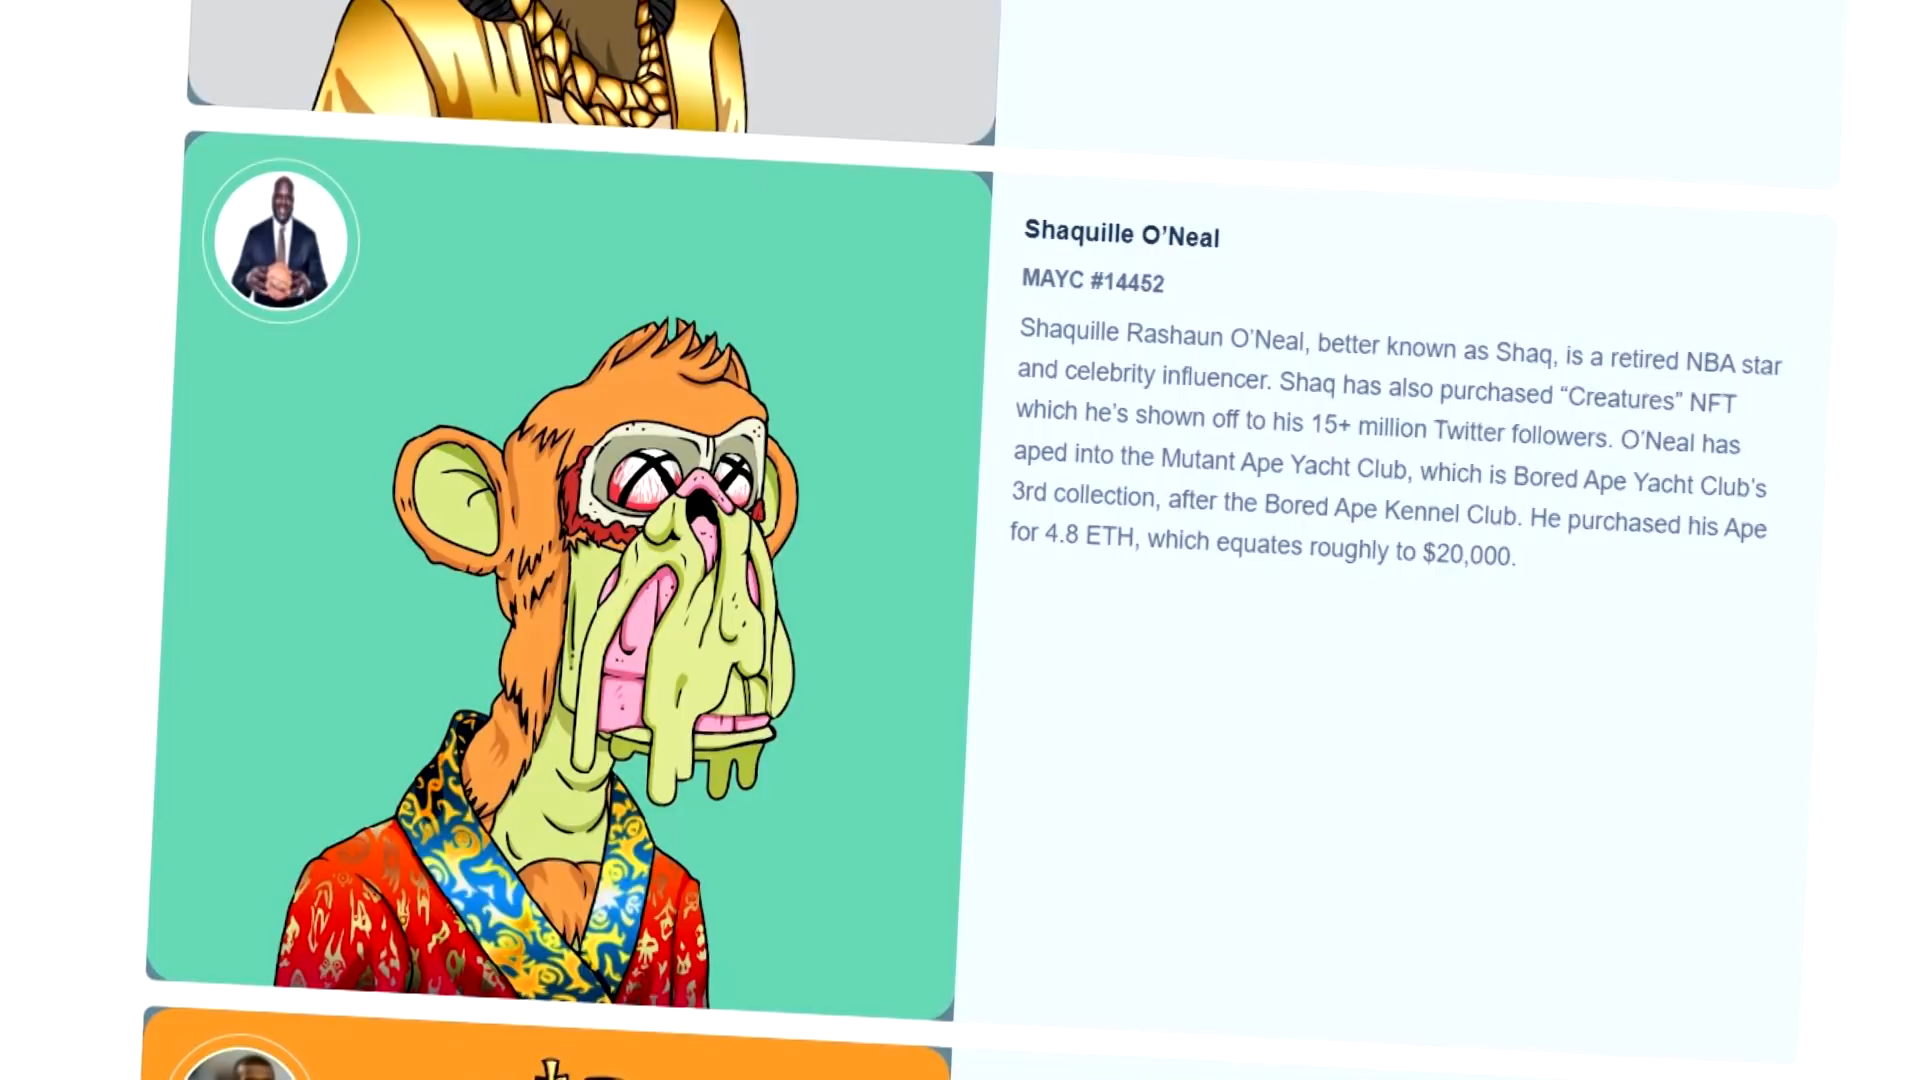 Shaquille O’Neal
MAYC #14452
Shaquille Rashaun O’Neal, better known as Shaq, is a retired NBA star
and celebrity influencer. Shaq has also purchased “Creatures” NFT
which he’s shown off to his 15+ million Twitter followers. O’Neal has
aped into the Mutant Ape Yacht Club, which is Bored Ape Yacht Club’s
3rd collection, after the Bored Ape Kennel Club. He purchased his Ape
for 4.8 ETH, which equates roughly to $20,000.